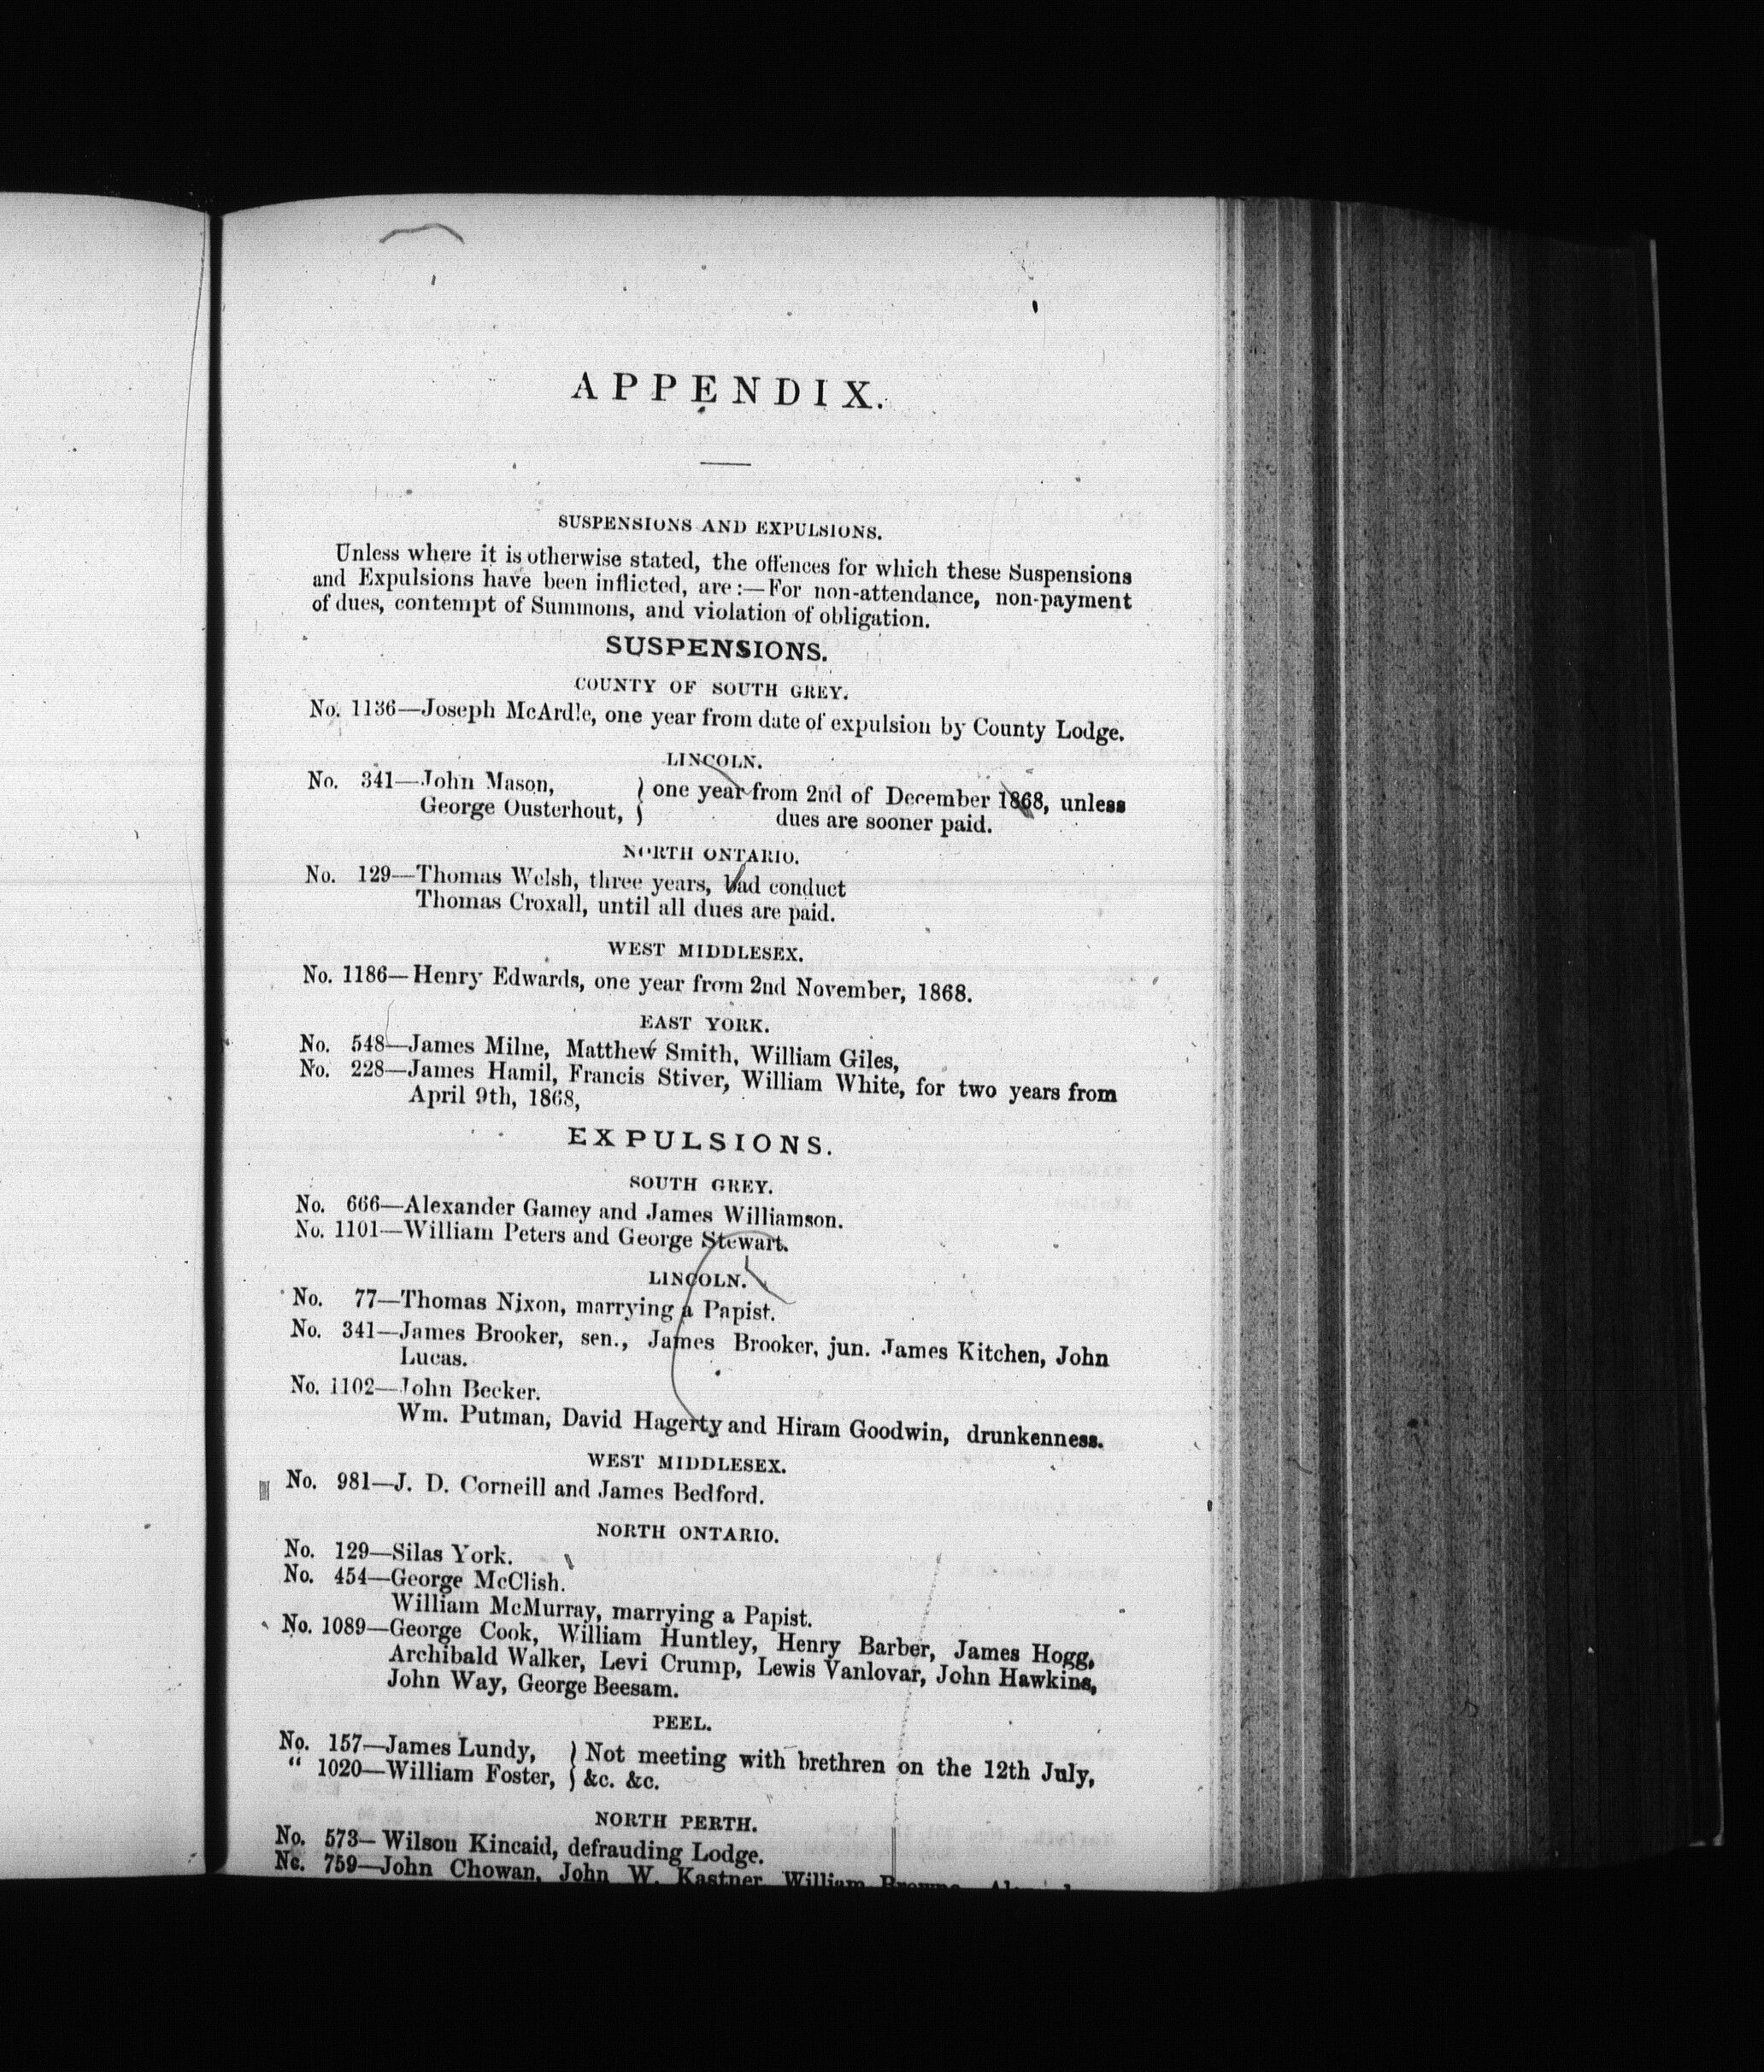 APPENDIX.
SUSPENSIONS AND EXPULSIONS.
Unless where it is otherwise stated, the offences for which these Suspensions
and Expulsions have been inflicted, are:—For non-attendance, non-payment
of dues, contempt of Summons, and violation of obligation.
SUSPENSIONS.
COUNTY OF SOUTH GREY.
No. 1136—Joseph McArdle, one year from date of expulsion by County Lodge.
LINCOLN.
No. 341—John Mason, } one year from 2nd of December 1868, unless
George Ousterhout, } dues are sooner paid.
NORTH ONTARIO.
No. 129—Thomas Welsh, three years, bad conduct
Thomas Croxall, until all dues are paid.
WEST MIDDLESEX.
No. 1186—Henry Edwards, one year from 2nd November, 1868.
EAST YORK.
No. 548—James Milne, Matthew Smith, William Giles,
No. 228—James Hamil, Francis Stiver, William White, for two years from
April 9th, 1868,
EXPULSIONS.
SOUTH GREY.
No. 666—Alexander Gamey and James Williamson.
No. 1101—William Peters and George Stewart.
LINCOLN.
No. 77—Thomas Nixon, marrying a Papist.
No. 341—James Brooker, sen., James Brooker, jun. James Kitchen, John
Lucas.
No. 1102—John Becker.
Wm. Putman, David Hagerty and Hiram Goodwin, drunkenness.
WEST MIDDLESEX.
No. 981—J. D. Corneill and James Bedford.
NORTH ONTARIO.
No. 129—Silas York.
No. 454—George McClish.
William McMurray, marrying a Papist.
No. 1089—George Cook, William Huntley, Henry Barber, James Hogg,
Archibald Walker, Levi Crump, Lewis Vanlovar, John Hawkins,
John Way, George Beesam.
PEEL.
No. 157—James Lundy, } Not meeting with brethren on the 12th July,
" 1020—William Foster, } &c. &c.
NORTH PERTH.
No. 573—Wilson Kincaid, defrauding Lodge.
No. 759—John Chowan, John W. Kastner, William